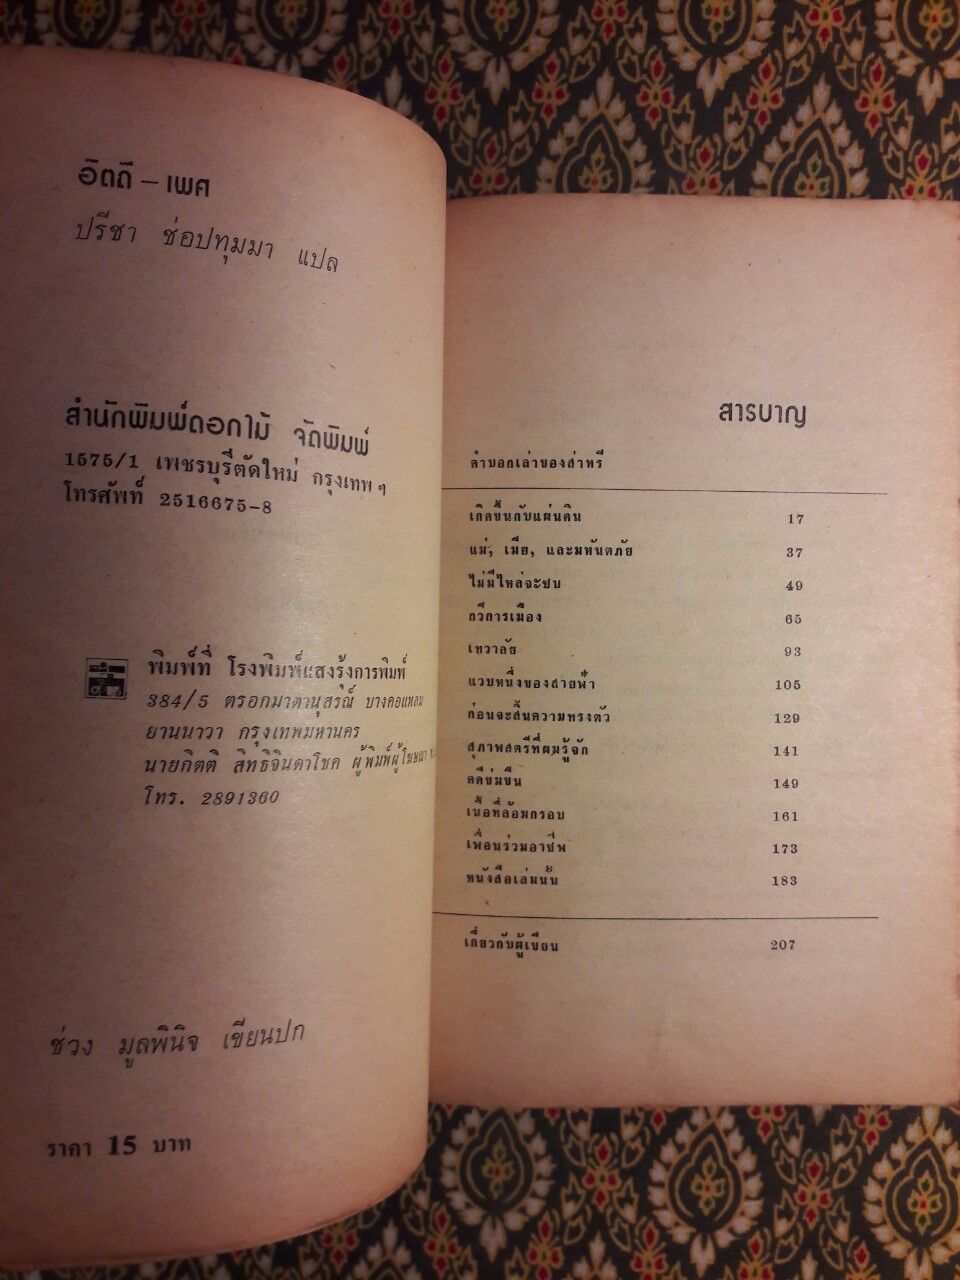 อิตถี – เพศ
ปรีชา ช่อปทุมมา แปล
สำนักพิมพ์ดอกไม้ จัดพิมพ์
1575/1 เพชรบุรีตัดใหม่ กรุงเทพ ฯ
โทรศัพท์ 2516675-8
พิมพ์ที่ โรงพิมพ์แสงรุ้งการพิมพ์
384/5 ตรอกมาตานุสรณ์ บางคอแหลม
ยานนาวา กรุงเทพมหานคร
นายกิตติ สิทธิจินดาโชค ผู้พิมพ์ผู้โฆษณา
โทร. 2891360
ช่วง มูลพินิจ เขียนปก
ราคา 15 บาท
สารบาญ
คำบอกเล่าของส่าหรี
เกิดขึ้นกับแผ่นดิน 17
แม่, เมีย, และมหันตภัย 37
ไม่มีไหล่จะซบ 49
กวีการเมือง 65
เทวาลัย 93
แวบหนึ่งของสายฟ้า 105
ก่อนจะสิ้นความทรงตัว 129
สุภาพสตรีที่ผมรู้จัก 141
คดีข่มขืน 149
เนื้อที่ล้อมกรอบ 161
เพื่อนร่วมอาชีพ 173
หนังสือเล่มนั้น 183
เกี่ยวกับผู้เขียน 207